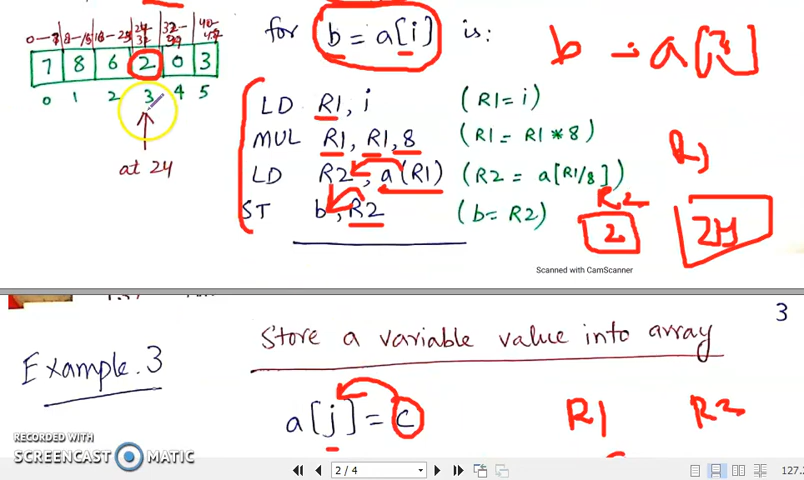 0-7 8-15 16-23 24-32 32-39 40-47
7 8 6 2 0 3
0 1 2 3 4 5
at 24
for b = a[i] is:
LD R1, i (R1 = i)
MUL R1, R1, 8 (R1 = R1 * 8)
LD R2, a(R1) (R2 = a[R1/8])
ST b, R2 (b = R2)
R2
2
24
Scanned with CamScanner
3
Example.3
Store a variable value into array
a[j] = c
R1 R2
RECORDED WITH
SCREENCAST MATIC
2 / 4
127.